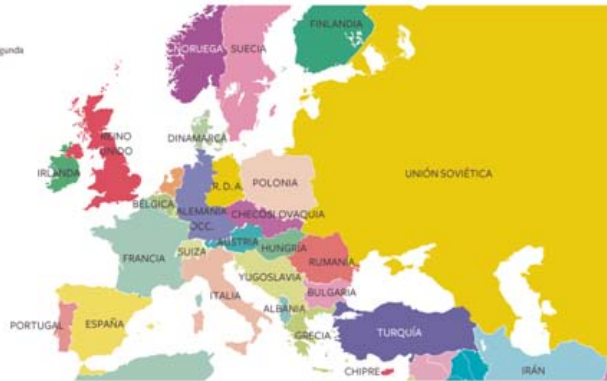 FINLANDIA
NORUEGA
SUECIA
gunda
REINO
UNIDO
DINAMARCA
IRLANDA
R. D. A.
POLONIA
UNIÓN SOVIÉTICA
BÉLGICA
ALEMANIA
OCC.
CHECOSLOVAQUIA
AUSTRIA
HUNGRÍA
FRANCIA
SUIZA
RUMANÍA
YUGOSLAVIA
ITALIA
BULGARIA
ALBANIA
PORTUGAL
ESPAÑA
GRECIA
TURQUÍA
CHIPRE
IRÁN